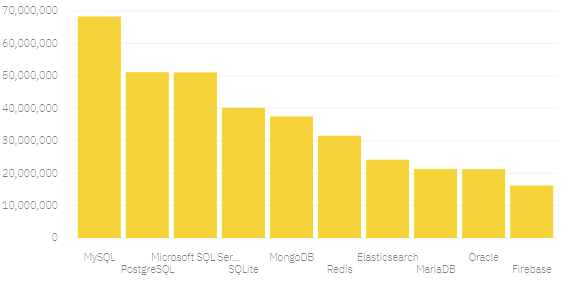 70,000,000
60,000,000
50,000,000
40,000,000
30,000,000
20,000,000
10,000,000
0
MySQL
PostgreSQL
Microsoft SQL Ser...
SQLite
MongoDB
Redis
Elasticsearch
MariaDB
Oracle
Firebase